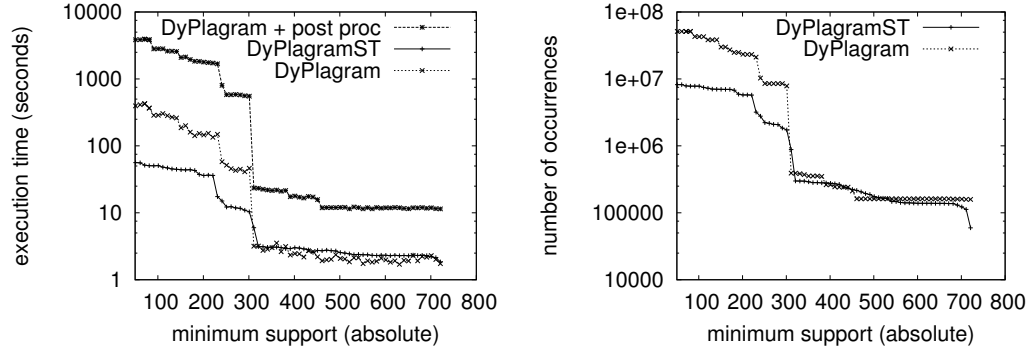 execution time (seconds)
10000
1000
100
10
1
DyPlagram + post proc
DyPlagramST
DyPlagram
100 200 300 400 500 600 700 800
minimum support (absolute)
number of occurrences
1e+08
1e+07
1e+06
100000
10000
DyPlagramST
DyPlagram
100 200 300 400 500 600 700 800
minimum support (absolute)